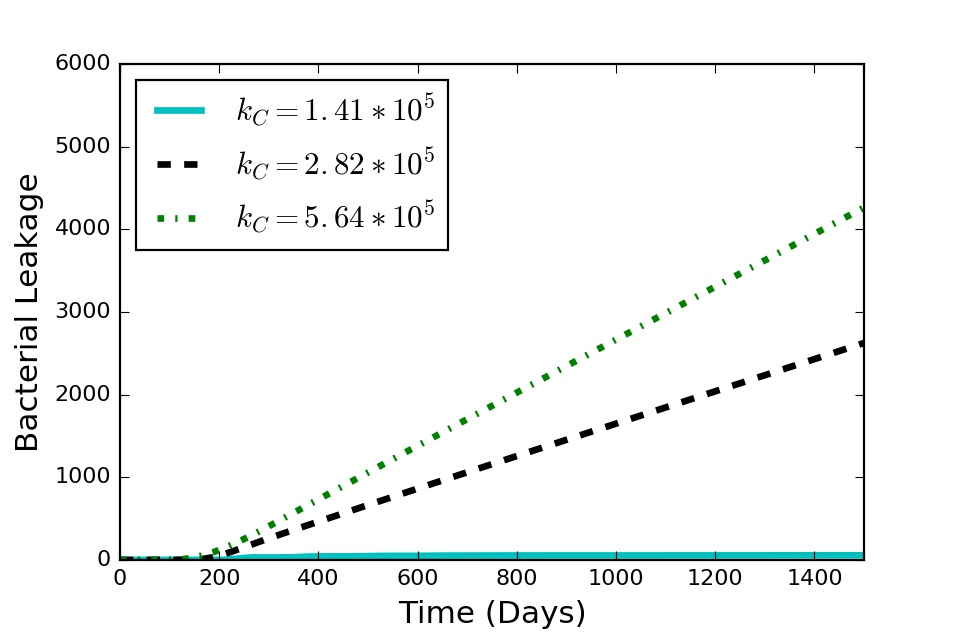 6000
5000
4000
3000
2000
1000
0
Bacterial Leakage
k_C = 1.41 * 10^5
k_C = 2.82 * 10^5
k_C = 5.64 * 10^5
0 200 400 600 800 1000 1200 1400
Time (Days)